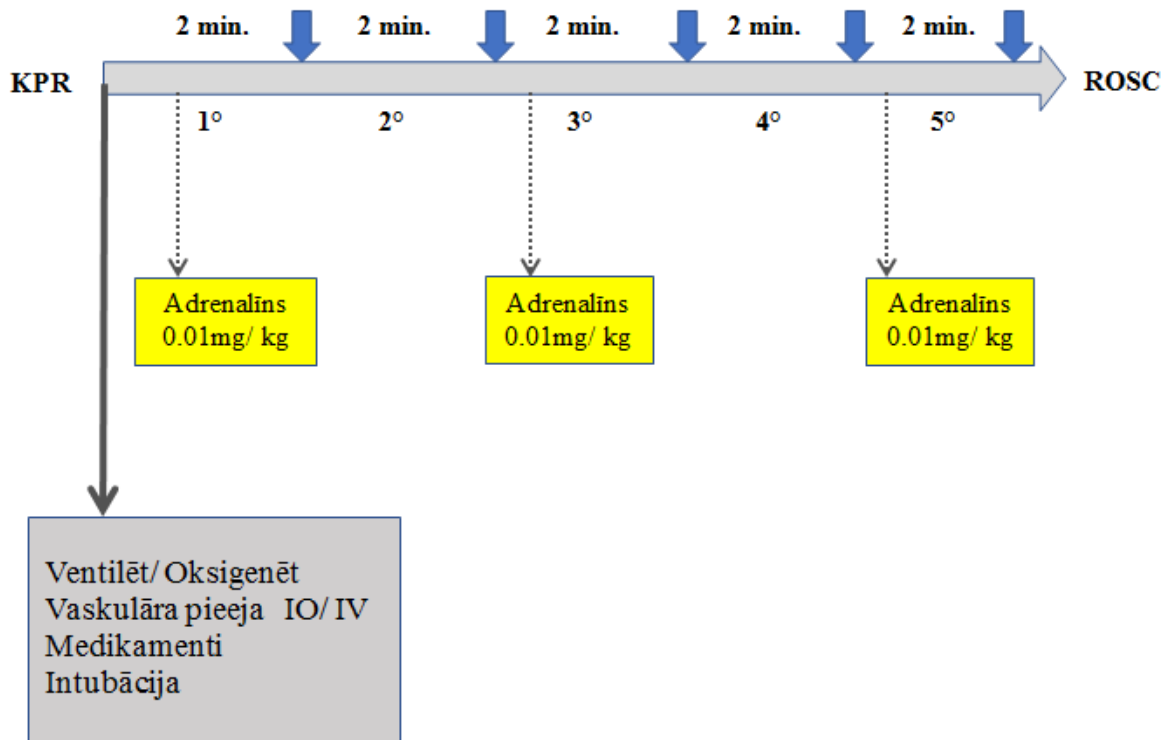 2 min. 2 min. 2 min. 2 min. 2 min.
KPR ROSC
1° 2° 3° 4° 5°
Adrenalīns
0.01mg/ kg
Adrenalīns
0.01mg/ kg
Adrenalīns
0.01mg/ kg
Ventilēt/ Oksigenēt
Vaskulāra pieeja IO/ IV
Medikamenti
Intubācija